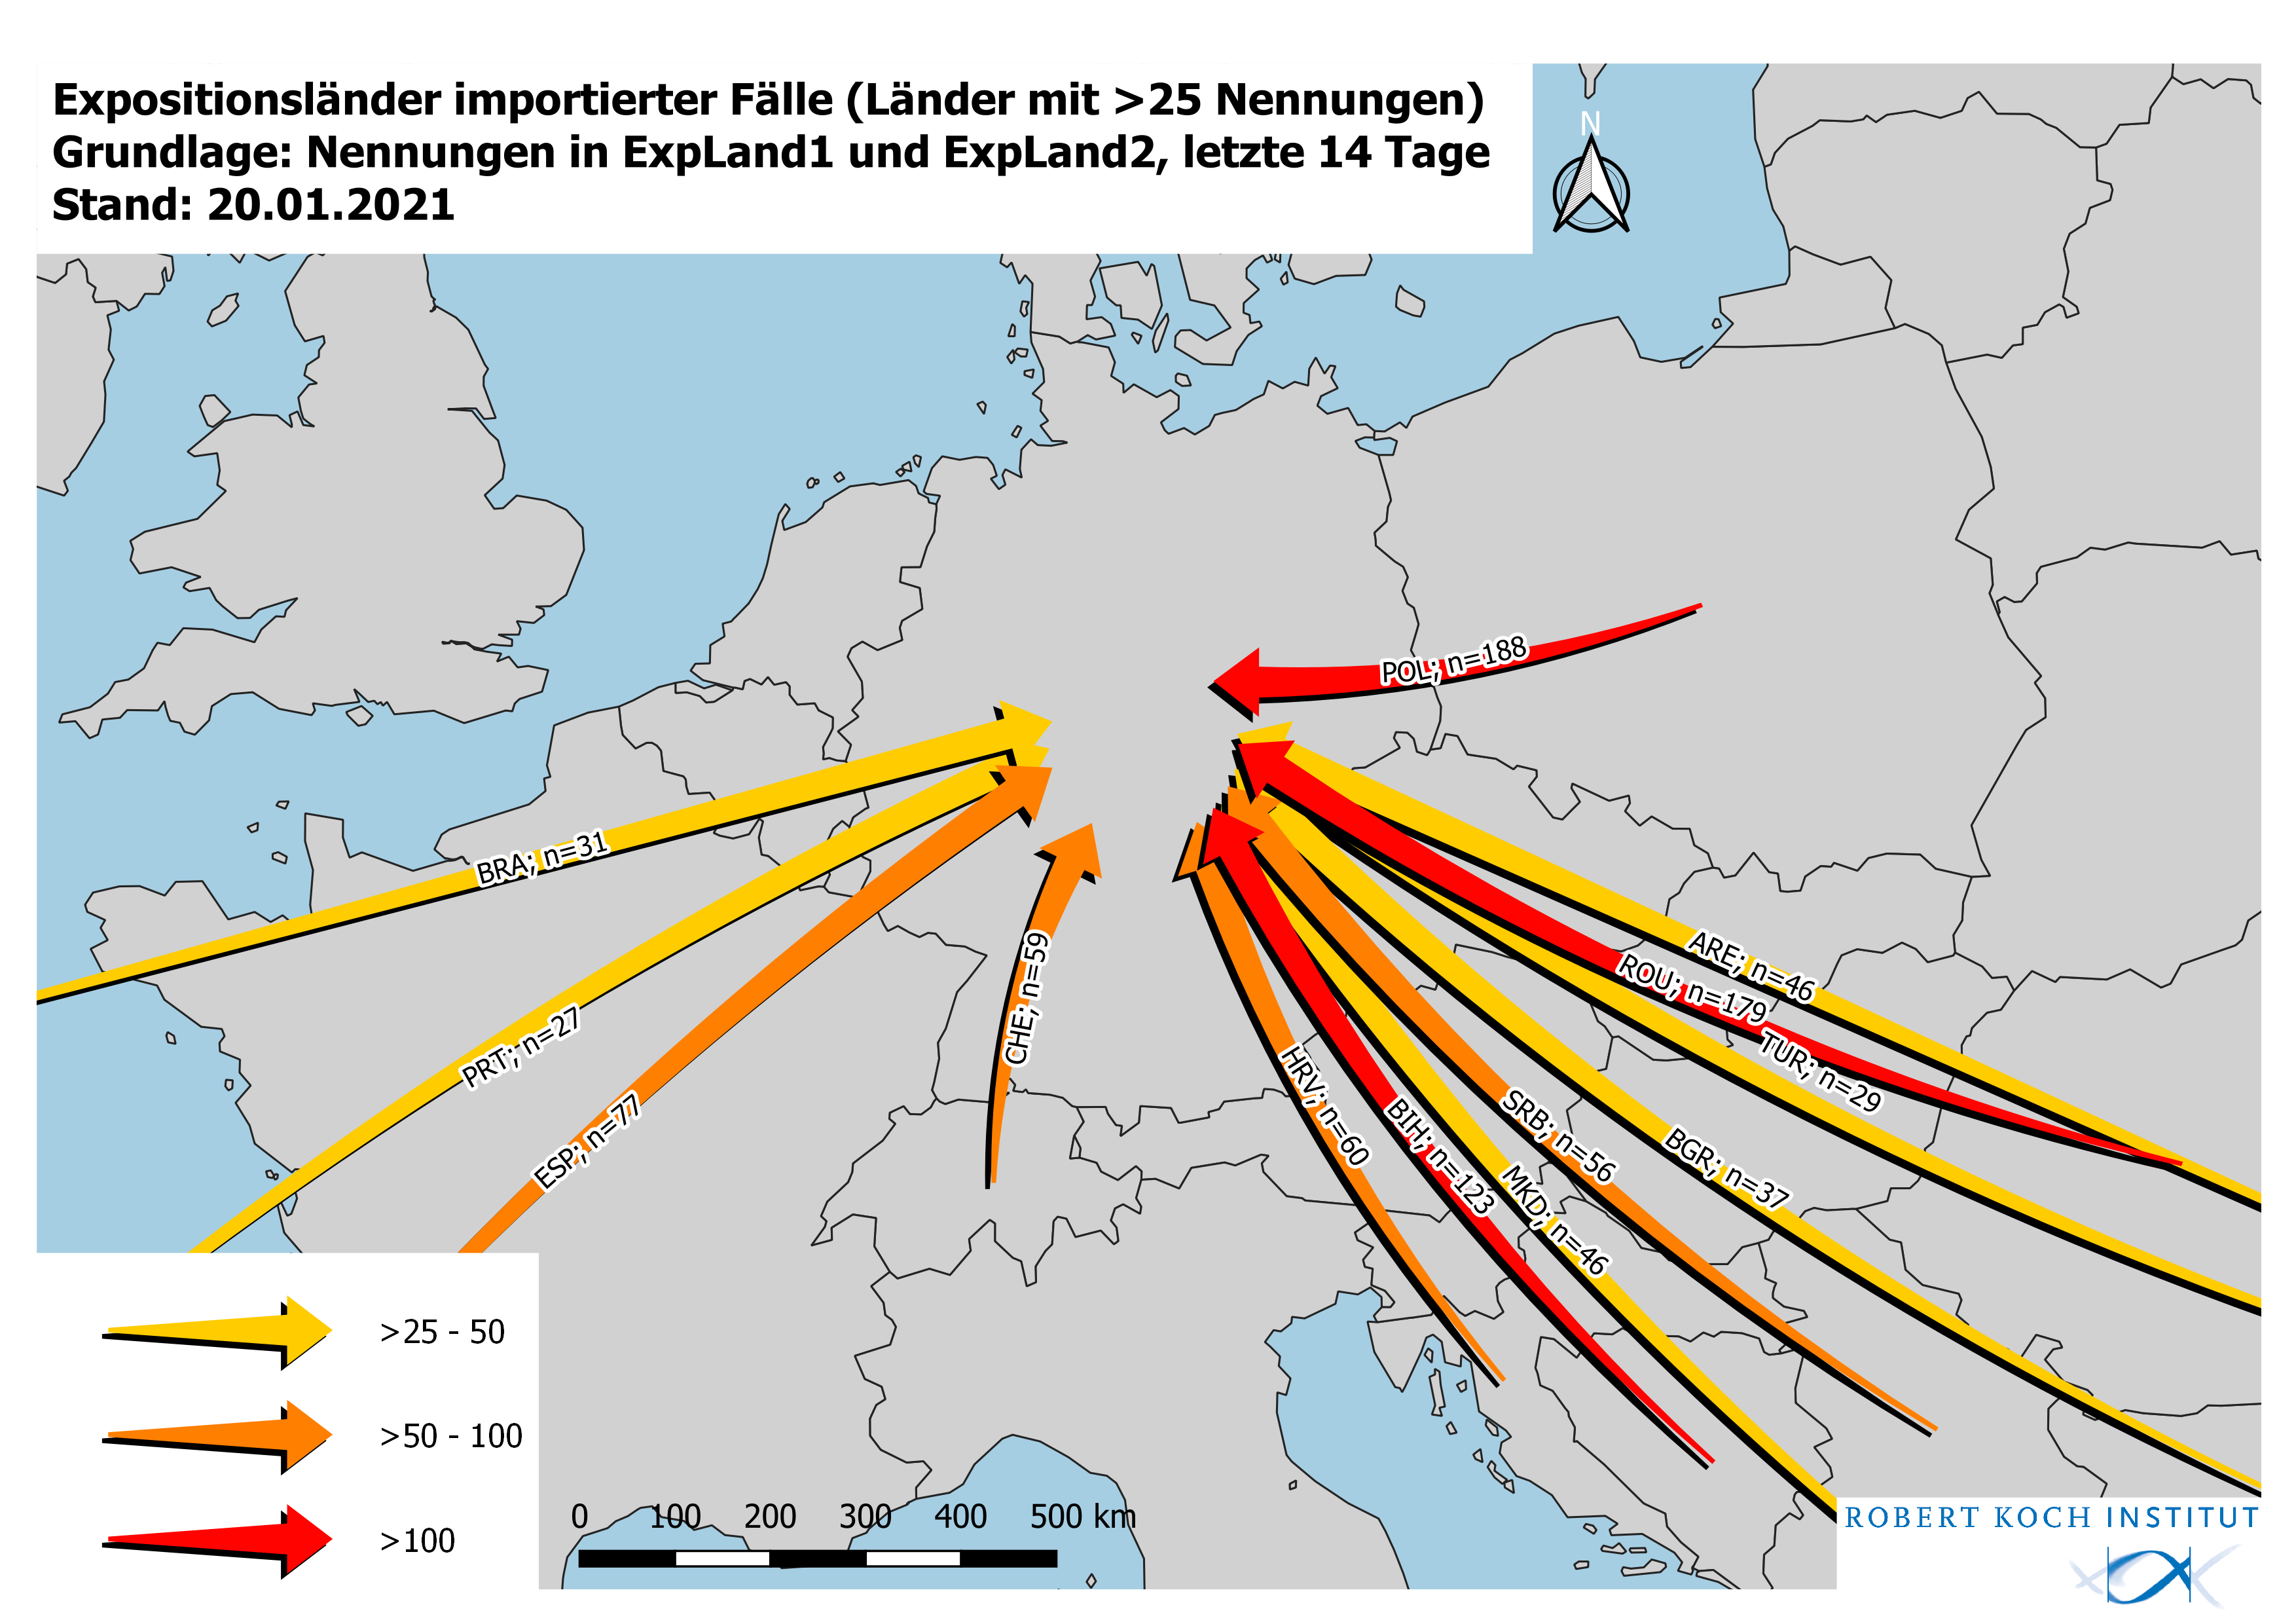 Expositionsländer importierter Fälle (Länder mit >25 Nennungen)
Grundlage: Nennungen in ExpLand1 und ExpLand2, letzte 14 Tage
Stand: 20.01.2021
N
POL; n=188
BRA; n=31
PRT; n=27
ESP; n=77
CHE; n=59
ARE; n=46
ROU; n=179
TUR; n=29
HRV; n=60
BIH; n=123
SRB; n=56
MKD; n=46
BGR; n=37
>25 - 50
>50 - 100
>100
0 100 200 300 400 500 km
ROBERT KOCH INSTITUT